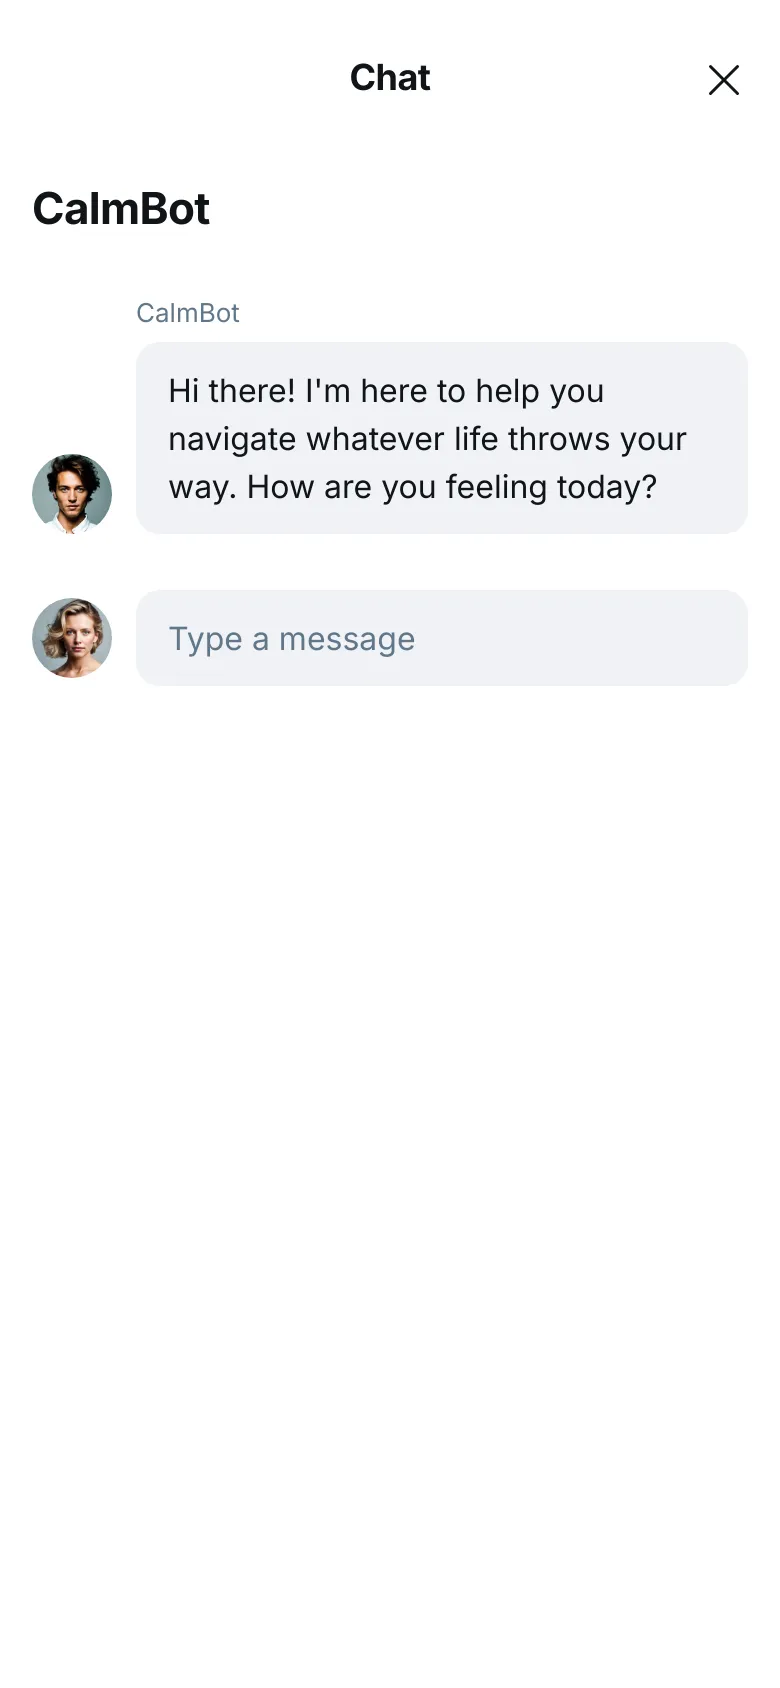 Chat
CalmBot
CalmBot
Hi there! I'm here to help you
navigate whatever life throws your
way. How are you feeling today?
Type a message